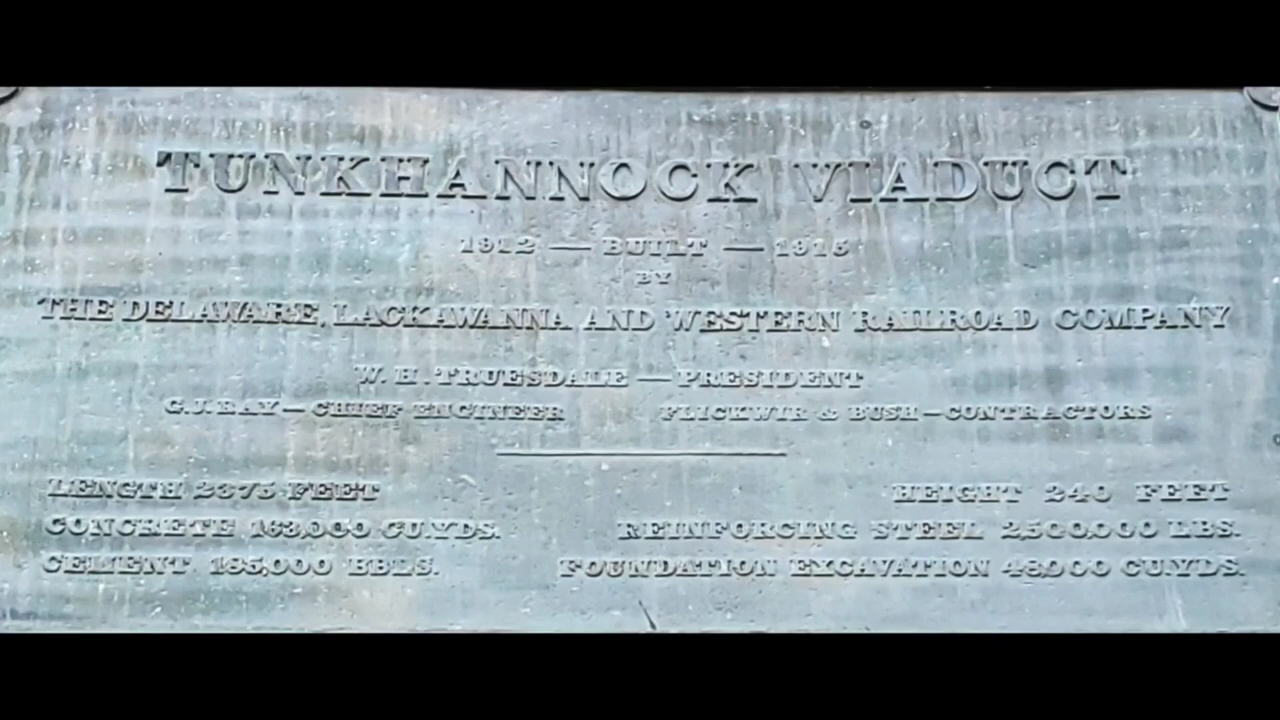 TUNKHANNOCK VIADUCT
1912 — BUILT — 1915
BY
THE DELAWARE, LACKAWANNA AND WESTERN RAILROAD COMPANY
W. H. TRUESDALE — PRESIDENT
G. J. RAY — CHIEF ENGINEER FLICKWIR & BUSH — CONTRACTORS
LENGTH 2375 FEET HEIGHT 240 FEET
CONCRETE 163,000 CU.YDS. REINFORCING STEEL 2,500,000 LBS.
CEMENT 185,000 BBLS. FOUNDATION EXCAVATION 48,000 CU.YDS.